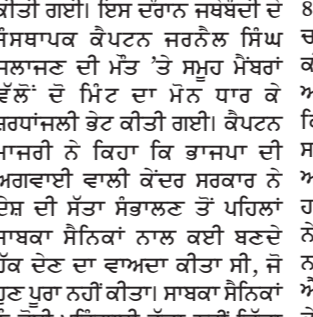 ਕੀਤੀ ਗਈ। ਇਸ ਦੌਰਾਨ ਜਥੇਬੰਦੀ ਦੇ
ਸੰਸਥਾਪਕ ਕੈਪਟਨ ਜਰਨੈਲ ਸਿੰਘ
ਦੀ ਮੌਤ ’ਤੇ ਸਮੂਹ ਮੈਂਬਰਾਂ
ਵੱਲੋਂ ਦੋ ਮਿੰਟ ਦਾ ਮੋਨ ਧਾਰ ਕੇ
ਸ਼ਰਧਾਂਜਲੀ ਭੇਟ ਕੀਤੀ ਗਈ। ਕੈਪਟਨ
ਮਾਜਰੀ ਨੇ ਕਿਹਾ ਕਿ ਭਾਜਪਾ ਦੀ
ਅਗਵਾਈ ਵਾਲੀ ਕੇਂਦਰ ਸਰਕਾਰ ਨੇ
ਦੇਸ਼ ਦੀ ਸੱਤਾ ਸੰਭਾਲਣ ਤੋਂ ਪਹਿਲਾਂ
ਸਾਬਕਾ ਸੈਨਿਕਾਂ ਨਾਲ ਕਈ ਬਣਦੇ
ਹੱਕ ਦੇਣ ਦਾ ਵਾਅਦਾ ਕੀਤਾ ਸੀ, ਜੋ
ਹੁਣ ਪੂਰਾ ਨਹੀਂ ਕੀਤਾ। ਸਾਬਕਾ ਸੈਨਿਕਾਂ